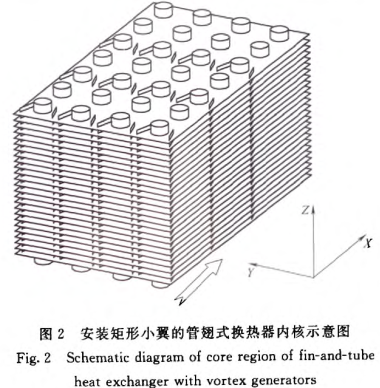 Z
X
Y
图 2 安装矩形小翼的管翅式换热器内核示意图
Fig. 2 Schematic diagram of core region of fin-and-tube
heat exchanger with vortex generators